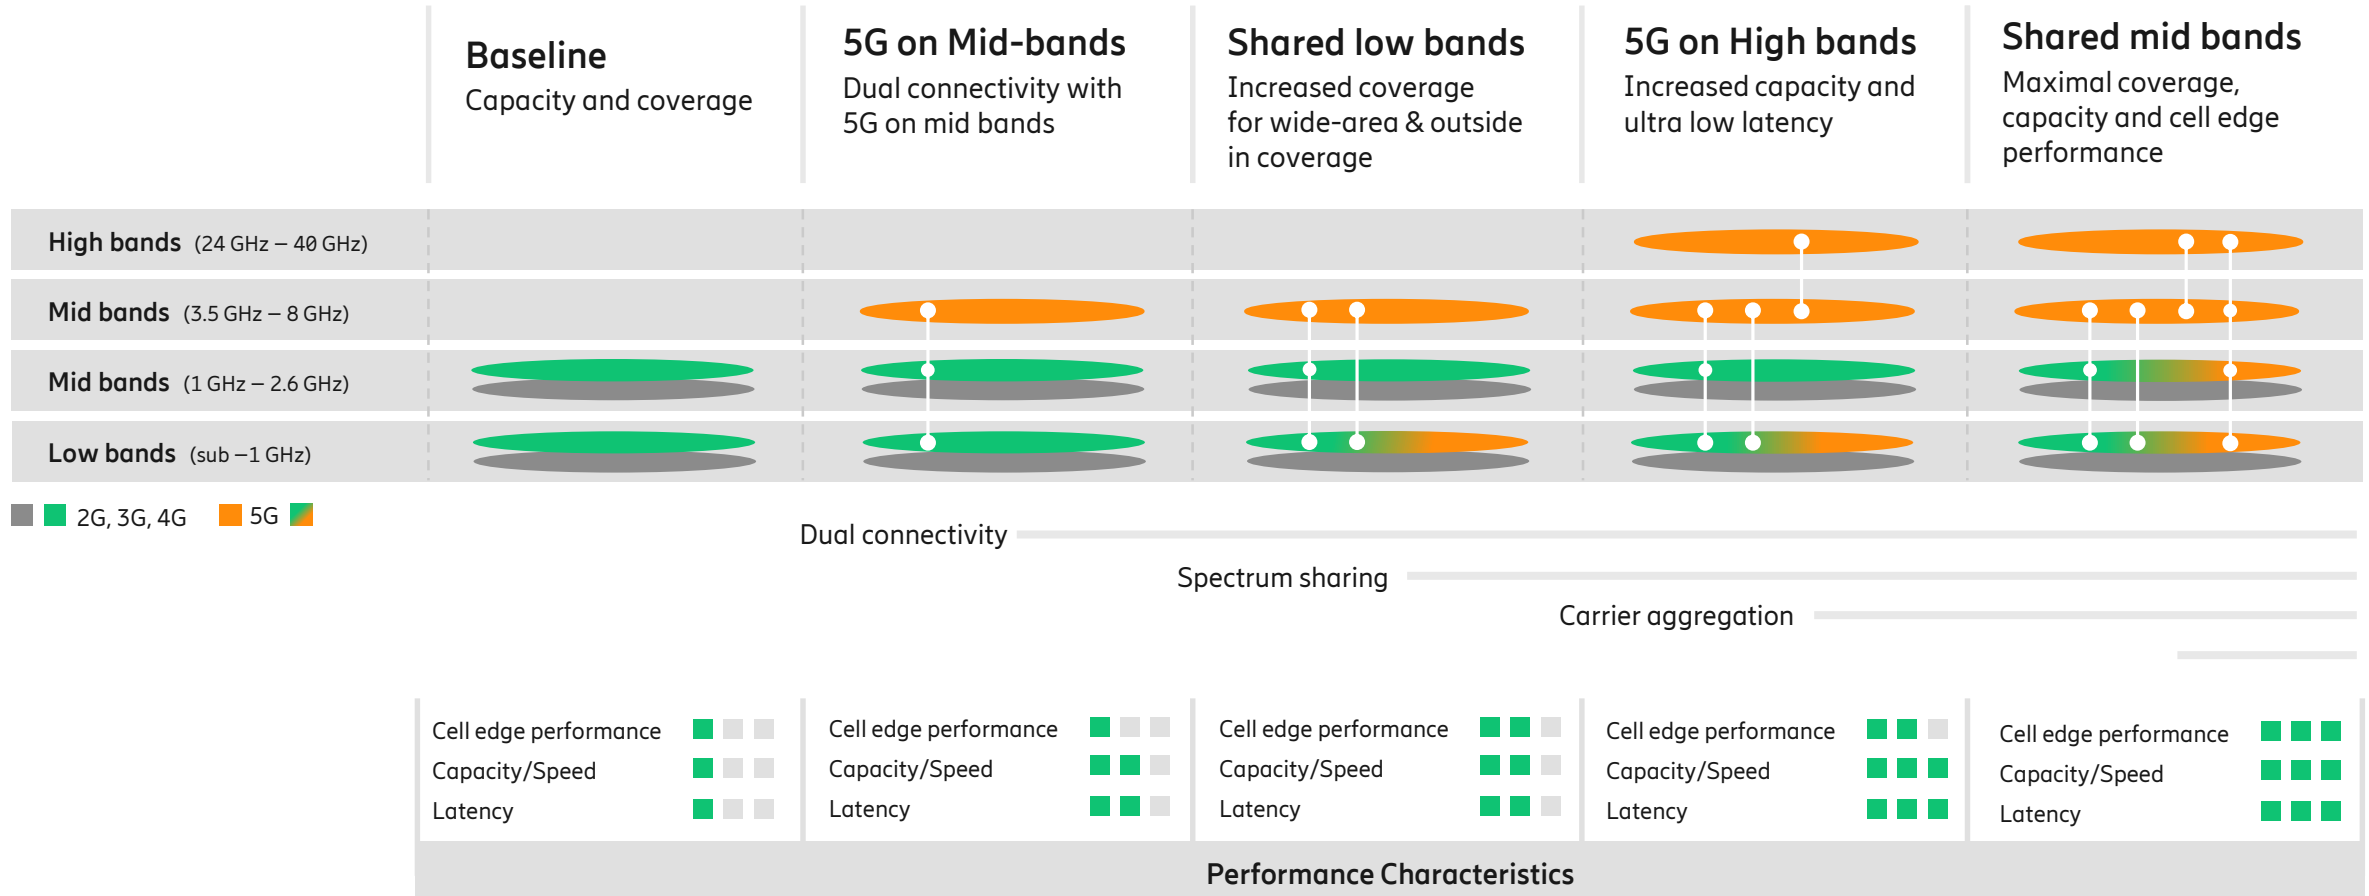 Baseline
Capacity and coverage
5G on Mid-bands
Dual connectivity with
5G on mid bands
Shared low bands
Increased coverage
for wide-area & outside
in coverage
5G on High bands
Increased capacity and
ultra low latency
Shared mid bands
Maximal coverage,
capacity and cell edge
performance
High bands (24 GHz – 40 GHz)
Mid bands (3.5 GHz – 8 GHz)
Mid bands (1 GHz – 2.6 GHz)
Low bands (sub –1 GHz)
2G, 3G, 4G
5G
Dual connectivity
Spectrum sharing
Carrier aggregation
Cell edge performance
Capacity/Speed
Latency
Cell edge performance
Capacity/Speed
Latency
Cell edge performance
Capacity/Speed
Latency
Cell edge performance
Capacity/Speed
Latency
Cell edge performance
Capacity/Speed
Latency
Performance Characteristics